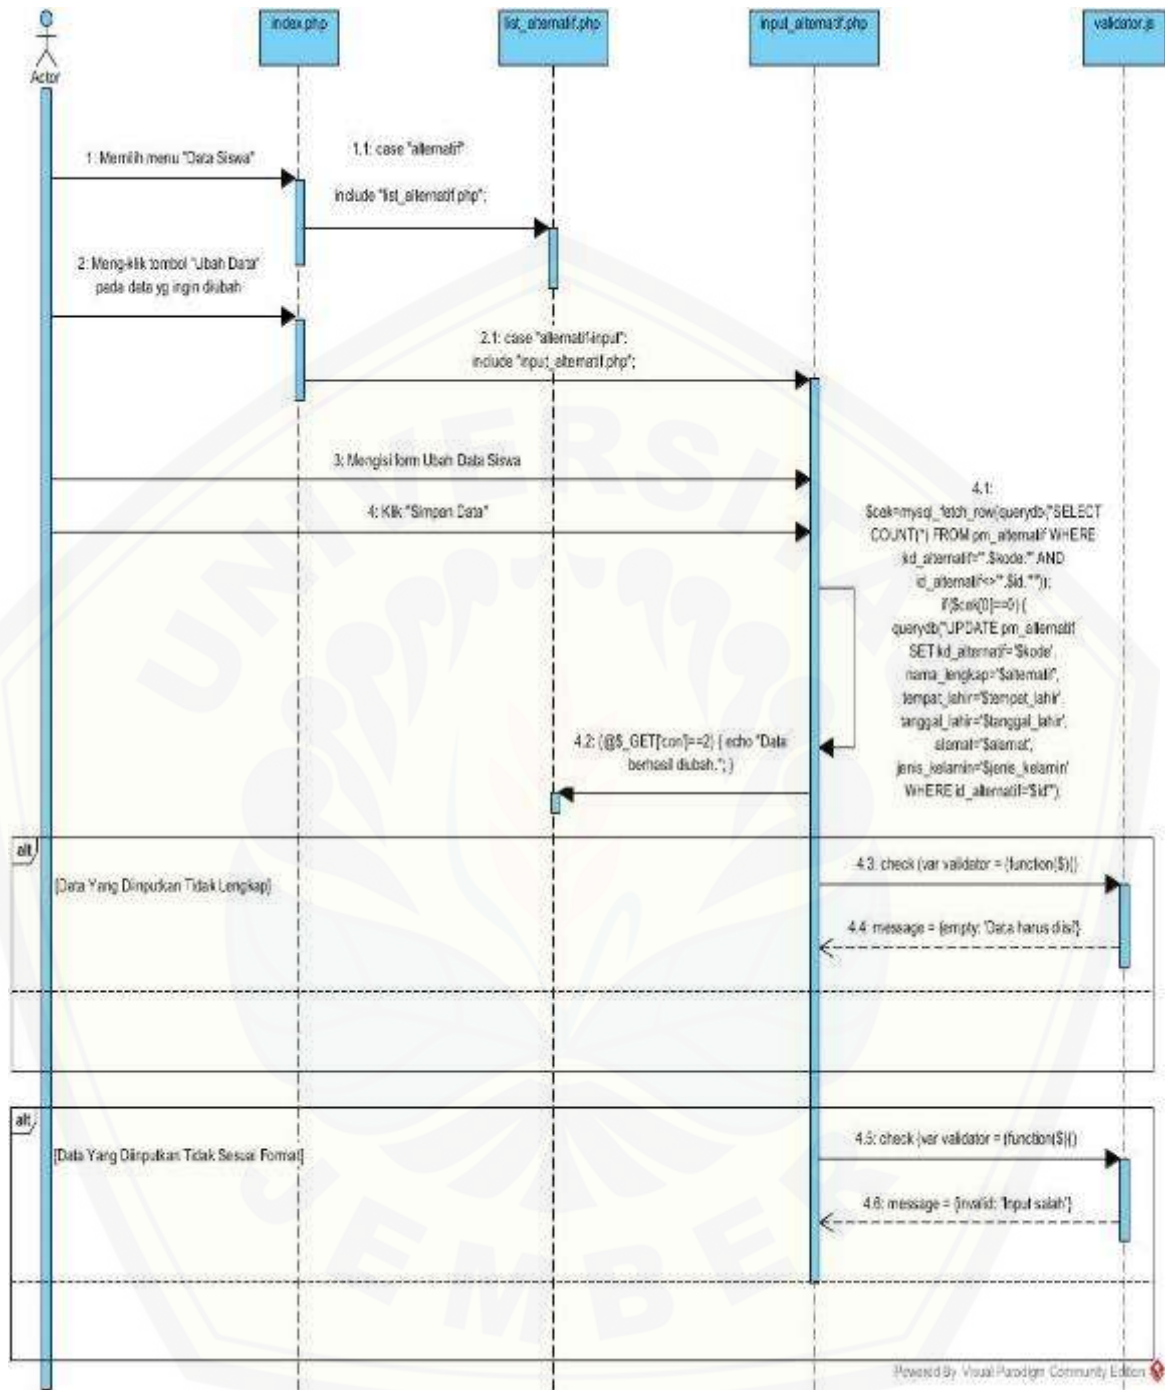 index.php
list_alternatif.php
input_alternatif.php
validator.js
Actor
1: Memilih menu "Data Siswa"
1.1: case "alternatif"
include "list_alternatif.php";
2: Meng-klik tombol "Ubah Data"
pada data yg ingin diubah
2.1: case "alternatif-input":
include "input_alternatif.php";
3: Mengisi form Ubah Data Siswa
4: Klik "Simpan Data"
4.1:
$cek=mysql_fetch_row(querydb("SELECT
COUNT(*) FROM pm_alternatif WHERE
kd_alternatif='".$kode."' AND
id_alternatif<>'".$id."'"));
if($cek[0]==0) {
querydb("UPDATE pm_alternatif
SET kd_alternatif='$kode',
nama_lengkap='$alternatif',
tempat_lahir='$tempat_lahir',
tanggal_lahir='$tanggal_lahir',
alamat='$alamat',
jenis_kelamin='$jenis_kelamin'
WHERE id_alternatif='$id'");
4.2: (@$_GET['con']==2) { echo "Data
berhasil diubah."; }
alt
[Data Yang Diinputkan Tidak Lengkap]
4.3: check (var validator = (function($){)
4.4: message = {empty: 'Data harus diisi'}
alt
[Data Yang Diinputkan Tidak Sesuai Format]
4.5: check (var validator = (function($){)
4.6: message = {invalid: 'Input salah'}
UNIVERSITAS
JEMBER
Powered By Visual Paradigm Community Edition